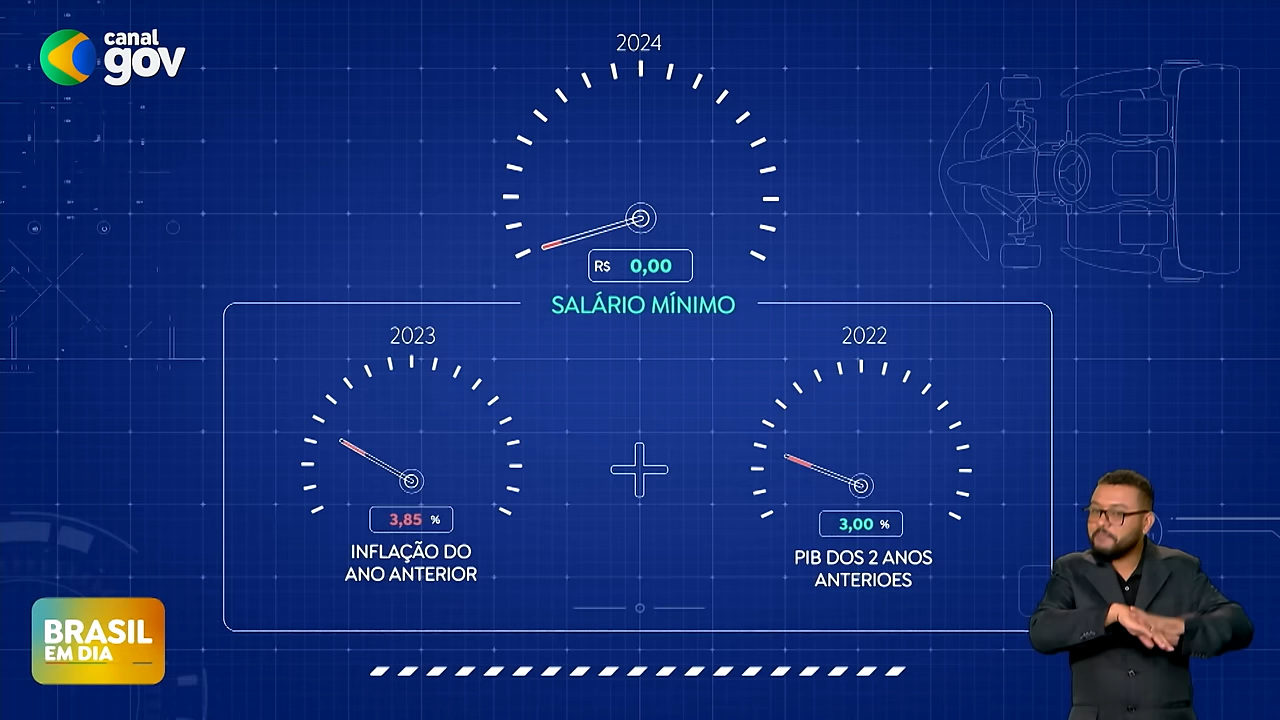 canal
gov
2024
R$ 0,00
SALÁRIO MÍNIMO
2023
2022
3,85 %
3,00 %
INFLAÇÃO DO
ANO ANTERIOR
PIB DOS 2 ANOS
ANTERIOES
BRASIL
EM DIA